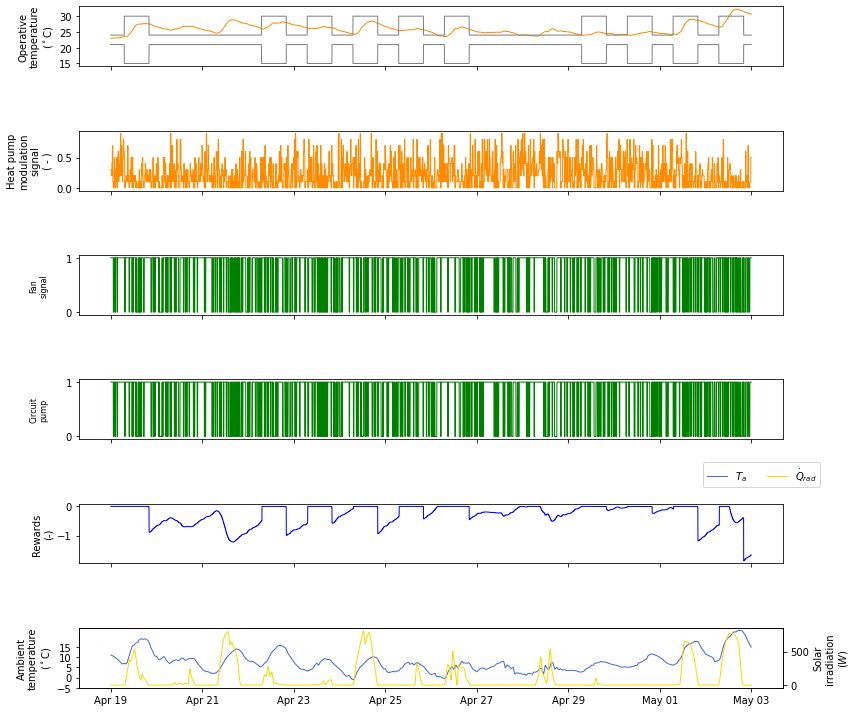 Operative
temperature
(°C)
30
25
20
15
Heat pump
modulation
signal
( - )
0.5
0.0
Fan
signal
1
0
Circuit
pump
1
0
T_a Q̇_rad
Rewards
(-)
0
−1
Ambient
temperature
(°C)
15
10
5
0
−5
500
0
Solar
irradiation
(W)
Apr 19 Apr 21 Apr 23 Apr 25 Apr 27 Apr 29 May 01 May 03